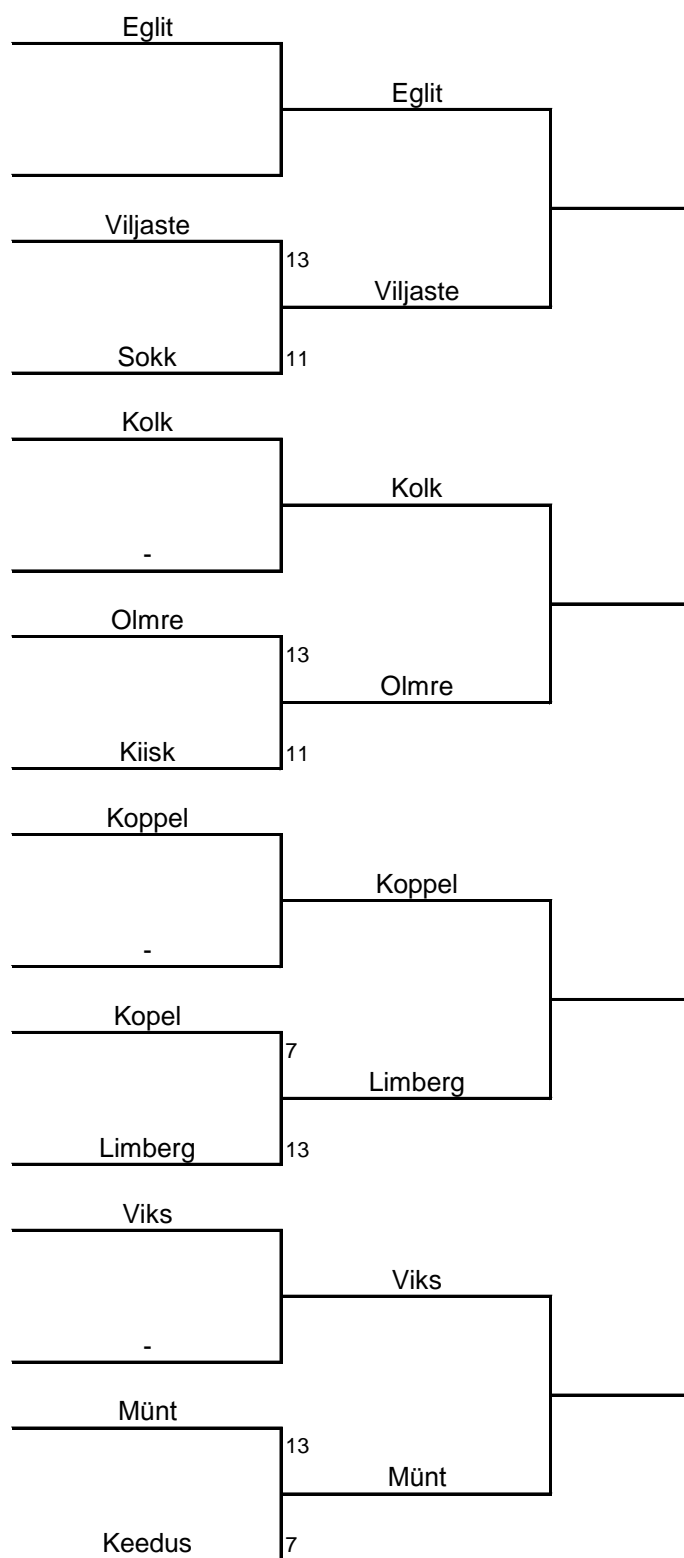 Eglit
Eglit
Viljaste
13
Viljaste
Sokk 11
Kolk
Kolk
-
Olmre
13
Olmre
Kiisk 11
Koppel
Koppel
-
Kopel
7
Limberg
Limberg 13
Viks
Viks
-
Münt
13
Münt
Keedus 7